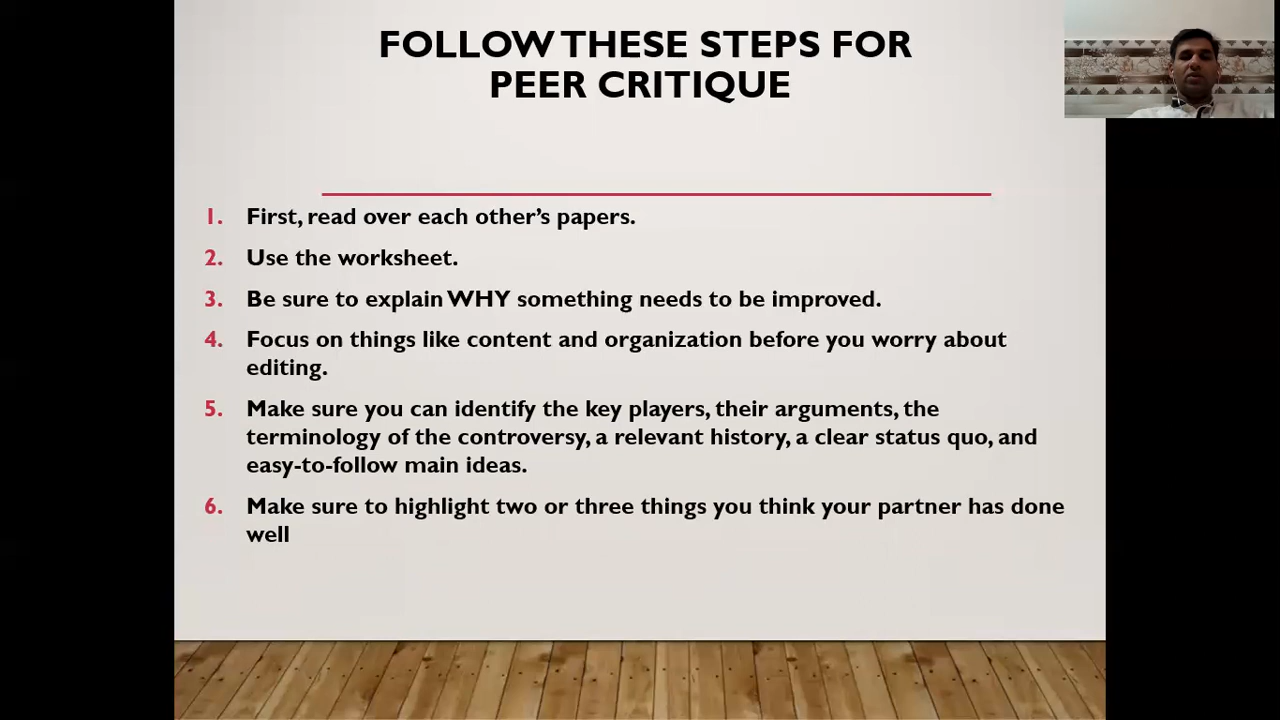 FOLLOW THESE STEPS FOR
PEER CRITIQUE
1. First, read over each other’s papers.
2. Use the worksheet.
3. Be sure to explain WHY something needs to be improved.
4. Focus on things like content and organization before you worry about
editing.
5. Make sure you can identify the key players, their arguments, the
terminology of the controversy, a relevant history, a clear status quo, and
easy-to-follow main ideas.
6. Make sure to highlight two or three things you think your partner has done
well